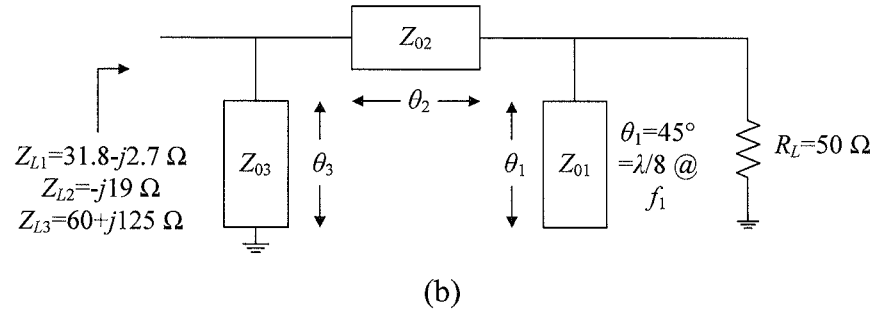 Z02
θ2
ZL1=31.8-j2.7 Ω
ZL2=-j19 Ω
ZL3=60+j125 Ω
Z03
θ3
θ1
Z01
θ1=45°
=λ/8 @
f1
RL=50 Ω
(b)